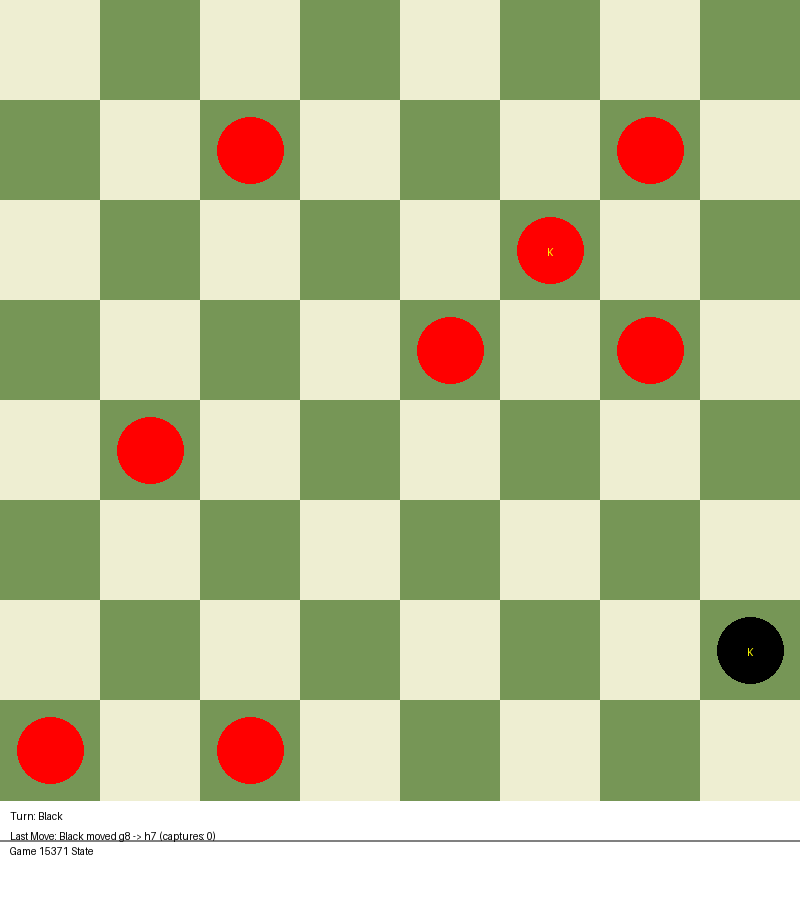 K
K
Turn: Black
Last Move: Black moved g8 -> h7 (captures: 0)
Game 15371 State